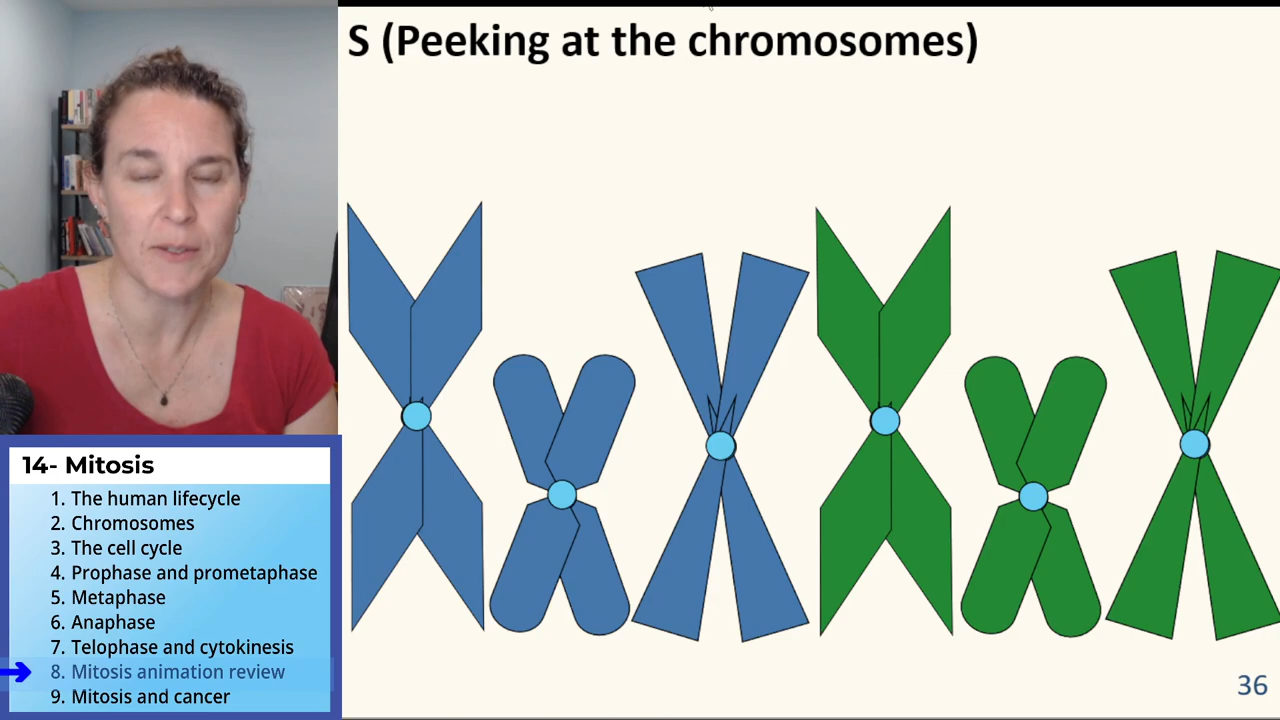 S (Peeking at the chromosomes)
14- Mitosis
1. The human lifecycle
2. Chromosomes
3. The cell cycle
4. Prophase and prometaphase
5. Metaphase
6. Anaphase
7. Telophase and cytokinesis
8. Mitosis animation review
9. Mitosis and cancer
36